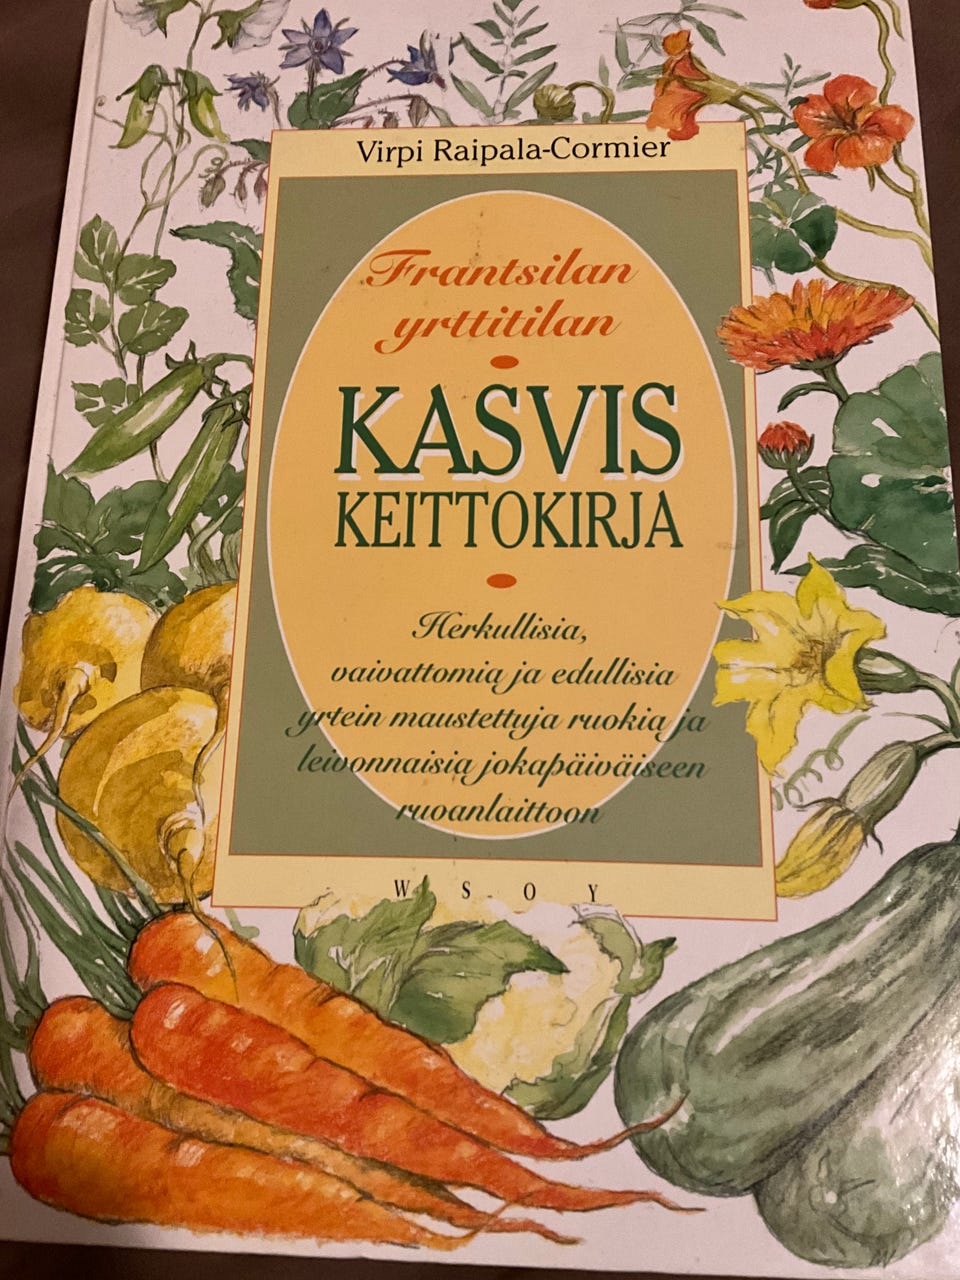 Virpi Raipala-Cormier
Frantsilan
yrttitilan
KASVIS
KEITTOKIRJA
Herkullisia,
vaivattomia ja edullisia
yrtein maustettuja ruokia ja
leivonnaisia jokapäiväiseen
ruoanlaittoon
W S O Y